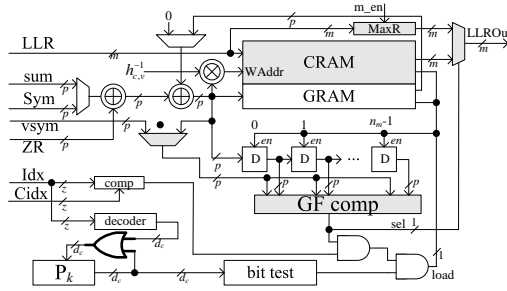 m_en
0
p
LLR
m
m
MaxR
m
LLROu
m
h_{c,v}^{-1}
WAddr
CRAM
m
sum
p
Sym
p
p
p
GRAM
vsym
p
ZR
p
0
1
n_m-1
en
en
en
D
D
...
D
p
p
p
p
p
p
Idx
z
comp
Cidx
z
GF comp
z
decoder
sel
1
d_c
d_c
P_k
d_c
d_c
bit test
1
load